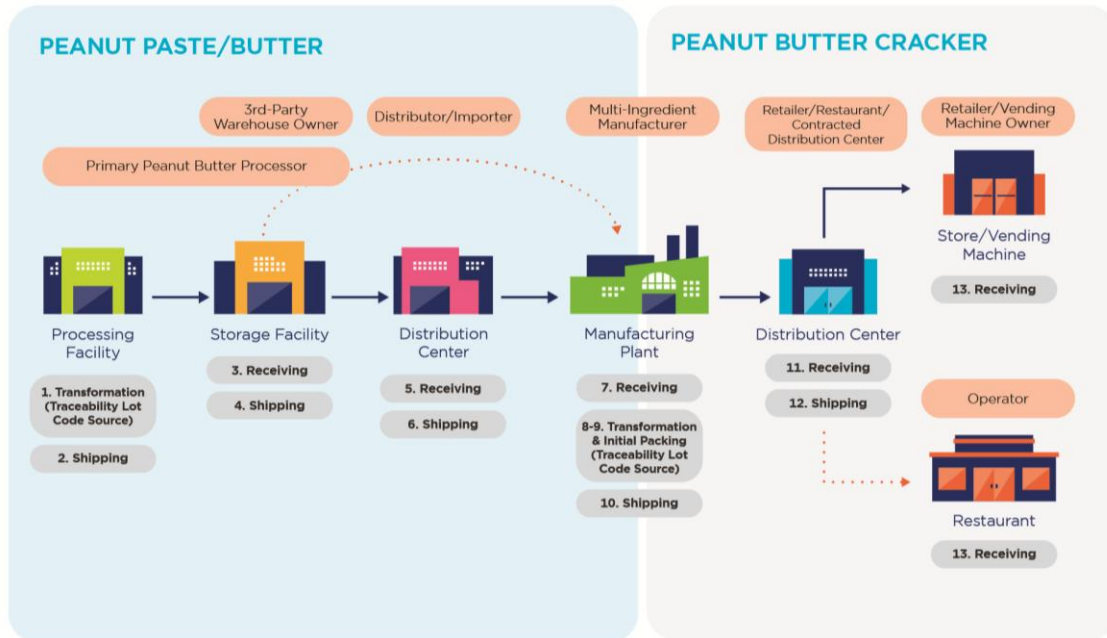 PEANUT PASTE/BUTTER
PEANUT BUTTER CRACKER
3rd-Party
Warehouse Owner
Distributor/Importer
Multi-Ingredient
Manufacturer
Retailer/Restaurant/
Contracted
Distribution Center
Retailer/Vending
Machine Owner
Primary Peanut Butter Processor
Processing
Facility
1. Transformation
(Traceability Lot
Code Source)
2. Shipping
Storage Facility
3. Receiving
4. Shipping
Distribution
Center
5. Receiving
6. Shipping
Manufacturing
Plant
7. Receiving
8-9. Transformation
& Initial Packing
(Traceability Lot
Code Source)
10. Shipping
Distribution Center
11. Receiving
12. Shipping
Store/Vending
Machine
13. Receiving
Operator
Restaurant
13. Receiving